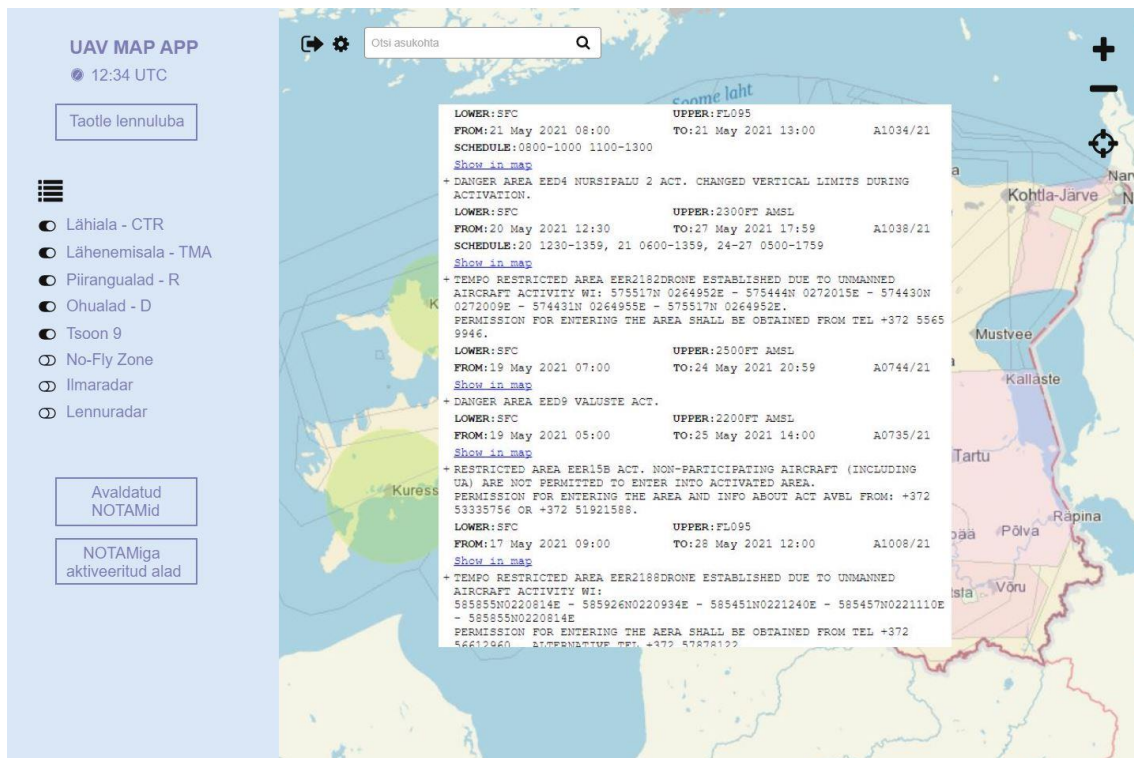 UAV MAP APP
12:34 UTC
Taotle lennuluba
Lähiala - CTR
Lähenemisala - TMA
Piirangualad - R
Ohualad - D
Tsoon 9
No-Fly Zone
Ilmaradar
Lennuradar
Avaldatud
NOTAMid
NOTAMiga
aktiveeritud alad
Otsi asukohta
Soome laht
LOWER:SFC UPPER:FL095
FROM:21 May 2021 08:00 TO:21 May 2021 13:00 A1034/21
SCHEDULE:0800-1000 1100-1300
Show in map
+ DANGER AREA EED4 NURSIPALU 2 ACT. CHANGED VERTICAL LIMITS DURING
ACTIVATION.
LOWER:SFC UPPER:2300FT AMSL
FROM:20 May 2021 12:30 TO:27 May 2021 17:59 A1038/21
SCHEDULE:20 1230-1359, 21 0600-1359, 24-27 0500-1759
Show in map
+ TEMPO RESTRICTED AREA EER2182DRONE ESTABLISHED DUE TO UNMANNED
AIRCRAFT ACTIVITY WI: 575517N 0264952E - 575444N 0272015E - 574430N
0272009E - 574431N 0264955E - 575517N 0264952E.
PERMISSION FOR ENTERING THE AREA SHALL BE OBTAINED FROM TEL +372 5565
9946.
LOWER:SFC UPPER:2500FT AMSL
FROM:19 May 2021 07:00 TO:24 May 2021 20:59 A0744/21
Show in map
+ DANGER AREA EED9 VALUSTE ACT.
LOWER:SFC UPPER:2200FT AMSL
FROM:19 May 2021 05:00 TO:25 May 2021 14:00 A0735/21
Show in map
+ RESTRICTED AREA EER15B ACT. NON-PARTICIPATING AIRCRAFT (INCLUDING
UA) ARE NOT PERMITTED TO ENTER INTO ACTIVATED AREA.
PERMISSION FOR ENTERING THE AREA AND INFO ABOUT ACT AVBL FROM: +372
53335756 OR +372 51921588.
LOWER:SFC UPPER:FL095
FROM:17 May 2021 09:00 TO:28 May 2021 12:00 A1008/21
Show in map
+ TEMPO RESTRICTED AREA EER2188DRONE ESTABLISHED DUE TO UNMANNED
AIRCRAFT ACTIVITY WI:
585855N0220814E - 585926N0220934E - 585451N0221240E - 585457N0221110E
- 585855N0220814E
PERMISSION FOR ENTERING THE AERA SHALL BE OBTAINED FROM TEL +372
56612960. ALTERNATIVE TEL +372 57878122
Narv
Kohtla-Järve
N
Mustvee
Kallaste
Tartu
Kuress
Räpina
Põlva
Võru